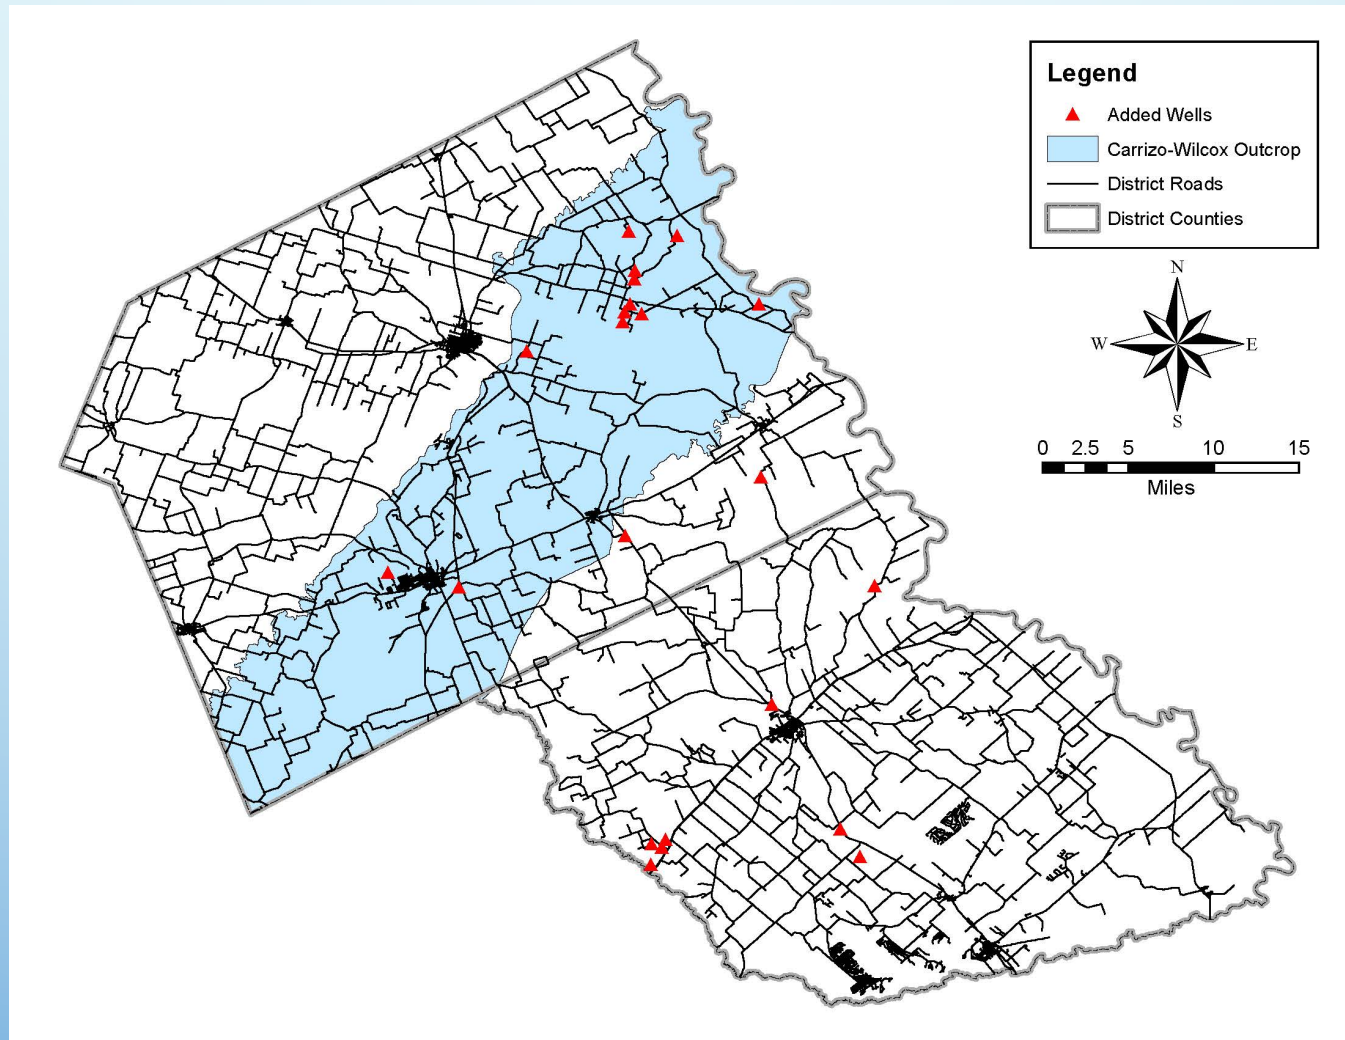 Legend
Added Wells
Carrizo-Wilcox Outcrop
District Roads
District Counties
N
W E
S
0 2.5 5 10 15
Miles